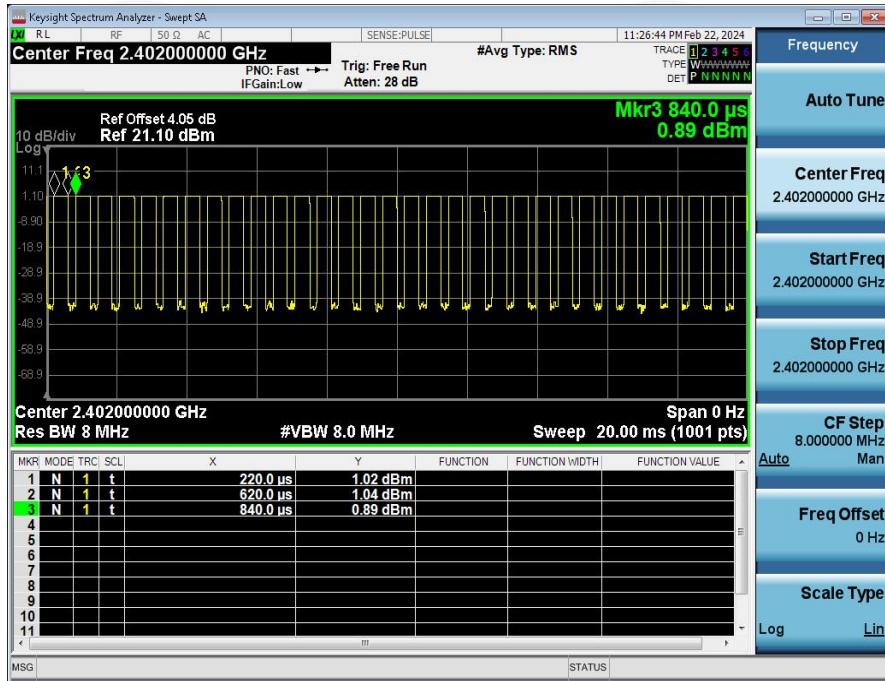 Keysight Spectrum Analyzer - Swept SA
LXI RL RF 50 Ω AC SENSE:PULSE 11:26:44 PM Feb 22, 2024
Center Freq 2.402000000 GHz #Avg Type: RMS TRACE 1 2 3 4 5 6
PNO: Fast Trig: Free Run TYPE WWWWWW
IFGain:Low Atten: 28 dB DET P N N N N N
Frequency
Mkr3 840.0 µs
Ref Offset 4.05 dB
10 dB/div Ref 21.10 dBm 0.89 dBm
Log
11.1
1.10
-8.90
-18.9
-28.9
-38.9
-48.9
-58.9
-68.9
1 3
Center 2.402000000 GHz Span 0 Hz
Res BW 8 MHz #VBW 8.0 MHz Sweep 20.00 ms (1001 pts)
MKR MODE TRC SCL X Y FUNCTION FUNCTION WIDTH FUNCTION VALUE
1 N 1 t 220.0 µs 1.02 dBm
2 N 1 t 620.0 µs 1.04 dBm
3 N 1 t 840.0 µs 0.89 dBm
4
5
6
7
8
9
10
11
MSG STATUS
Auto Tune
Center Freq
2.402000000 GHz
Start Freq
2.402000000 GHz
Stop Freq
2.402000000 GHz
CF Step
8.000000 MHz
Auto Man
Freq Offset
0 Hz
Scale Type
Log Lin